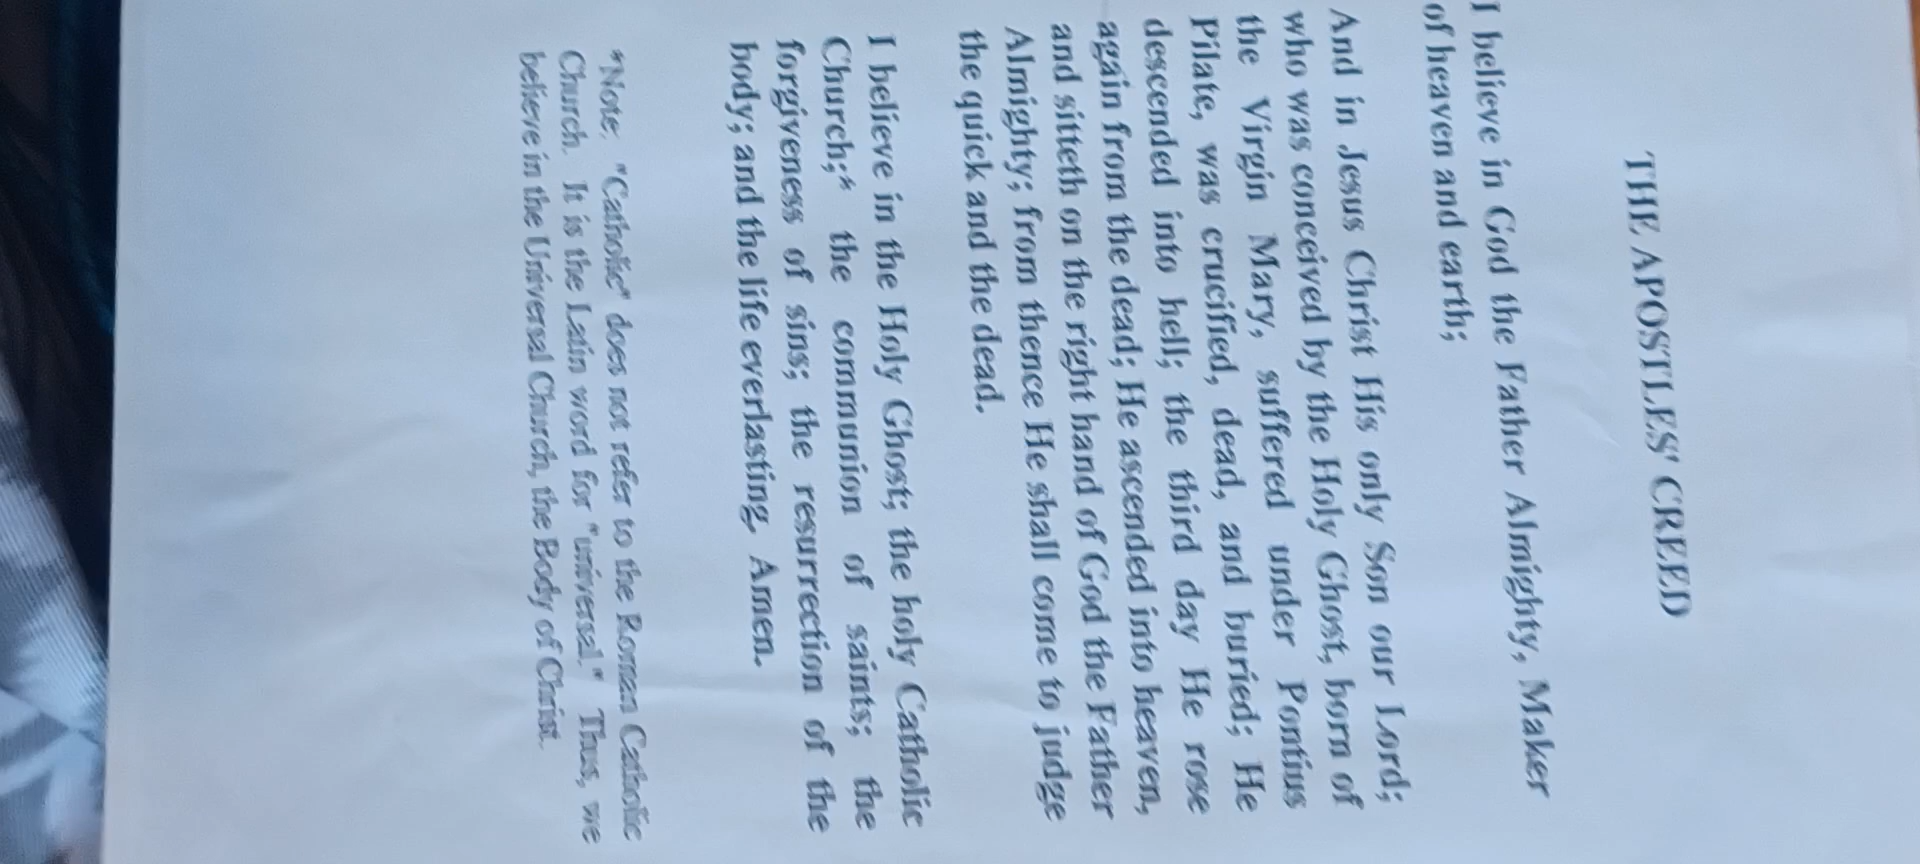 THE APOSTLES' CREED
I believe in God the Father Almighty, Maker
of heaven and earth;
And in Jesus Christ His only Son our Lord;
who was conceived by the Holy Ghost, born of
the Virgin Mary, suffered under Pontius
Pilate, was crucified, dead, and buried; He
descended into hell; the third day He rose
again from the dead; He ascended into heaven,
and sitteth on the right hand of God the Father
Almighty; from thence He shall come to judge
the quick and the dead.
I believe in the Holy Ghost; the holy Catholic
Church;* the communion of saints; the
forgiveness of sins; the resurrection of the
body; and the life everlasting. Amen.
*Note: "Catholic" does not refer to the Roman Catholic
Church. It is the Latin word for "universal." Thus, we
believe in the Universal Church, the Body of Christ.